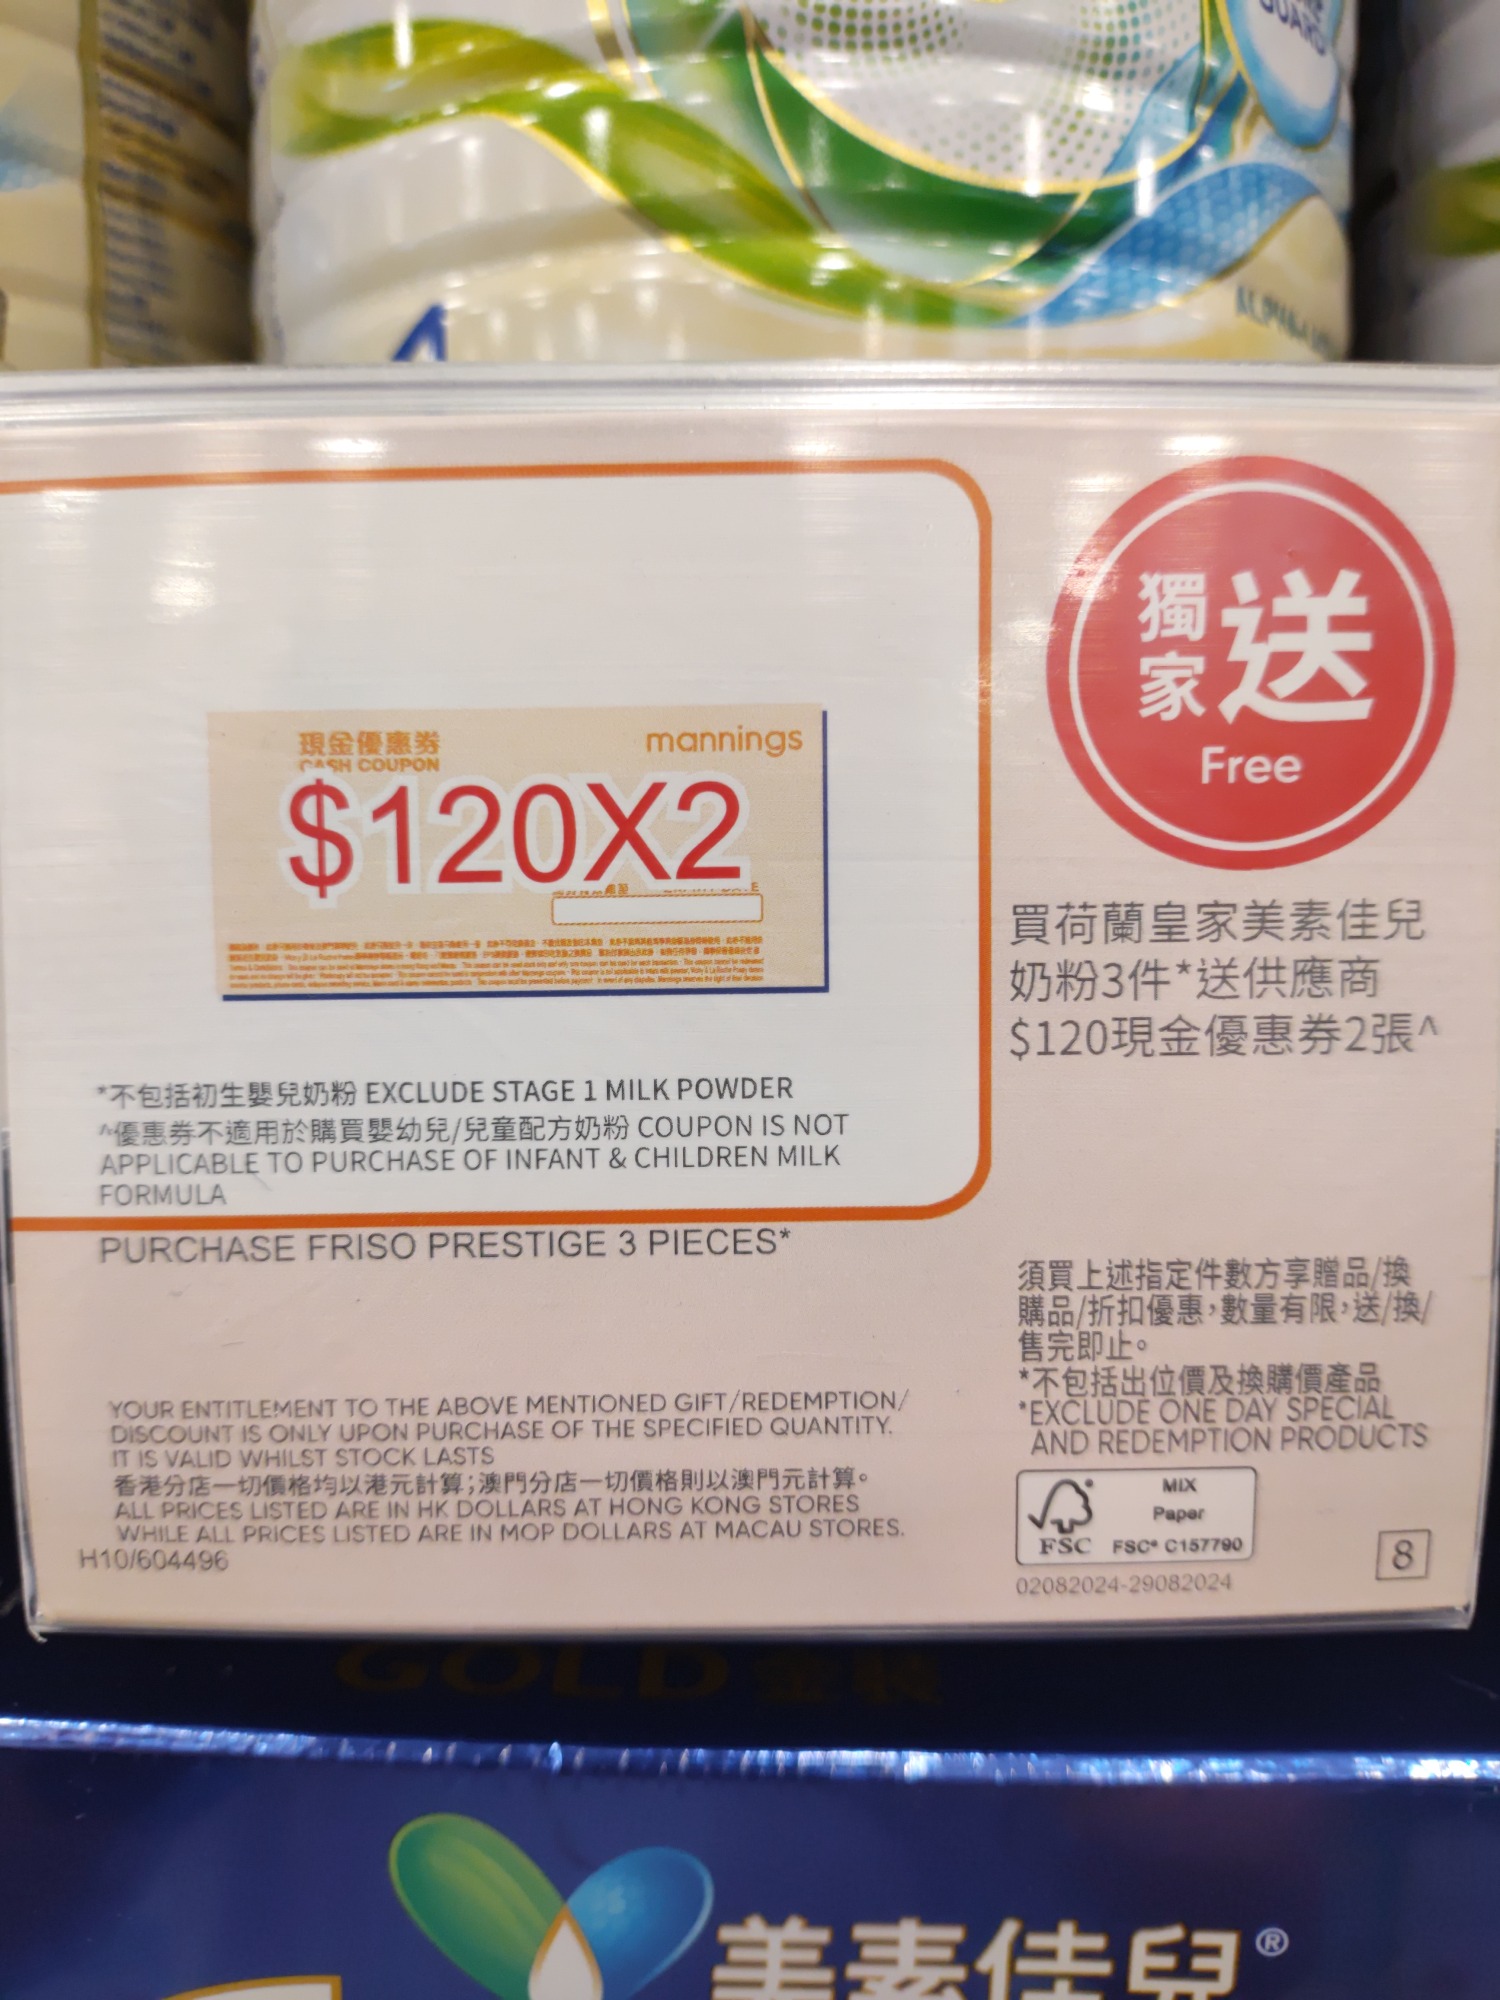 GUARD
獨家送
Free
現金優惠券
CASH COUPON
mannings
$120X2
買荷蘭皇家美素佳兒
奶粉3件*送供應商
$120現金優惠券2張^
*不包括初生嬰兒奶粉 EXCLUDE STAGE 1 MILK POWDER
^優惠券不適用於購買嬰幼兒/兒童配方奶粉 COUPON IS NOT
APPLICABLE TO PURCHASE OF INFANT & CHILDREN MILK
FORMULA
PURCHASE FRISO PRESTIGE 3 PIECES*
須買上述指定件數方享贈品/換
購品/折扣優惠，數量有限，送/換/
售完即止。
*不包括出位價及換購價產品
*EXCLUDE ONE DAY SPECIAL
AND REDEMPTION PRODUCTS
YOUR ENTITLEMENT TO THE ABOVE MENTIONED GIFT/REDEMPTION/
DISCOUNT IS ONLY UPON PURCHASE OF THE SPECIFIED QUANTITY.
IT IS VALID WHILST STOCK LASTS
香港分店一切價格均以港元計算；澳門分店一切價格則以澳門元計算。
ALL PRICES LISTED ARE IN HK DOLLARS AT HONG KONG STORES
WHILE ALL PRICES LISTED ARE IN MOP DOLLARS AT MACAU STORES.
H10/604496
MIX
Paper
FSC
FSC® C157790
02082024-29082024
8
GOLD 金裝
美素佳兒®